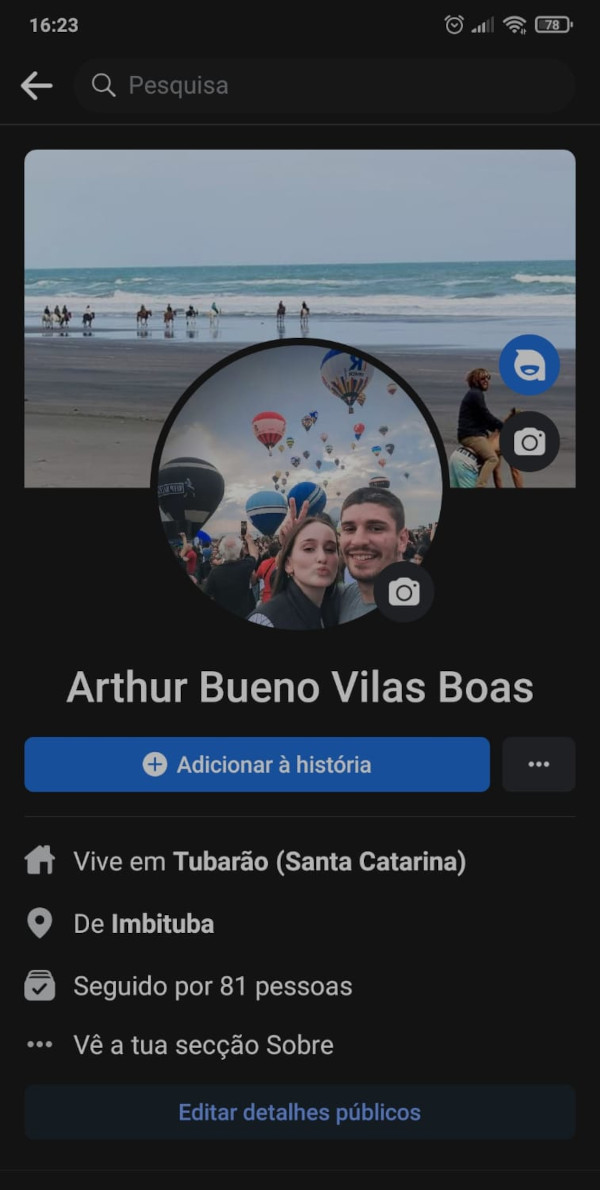 16:23
78
Pesquisa
Arthur Bueno Vilas Boas
Adicionar à história
Vive em Tubarão (Santa Catarina)
De Imbituba
Seguido por 81 pessoas
Vê a tua secção Sobre
Editar detalhes públicos